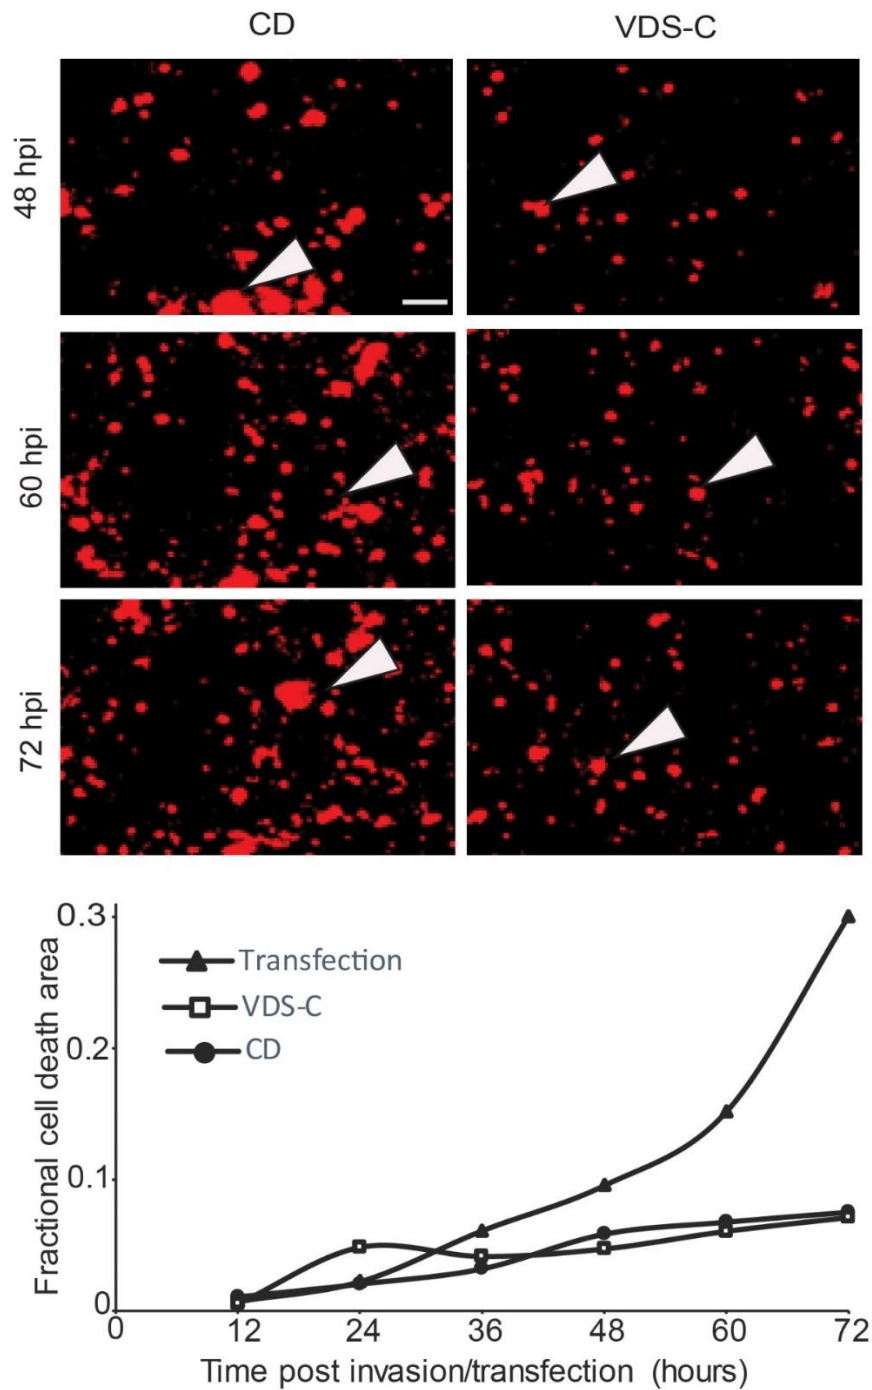 CD VDS-C
48 hpi
60 hpi
72 hpi
Fractional cell death area
0.3
0.2
0.1
0
Transfection
VDS-C
CD
0 12 24 36 48 60 72
Time post invasion/transfection (hours)